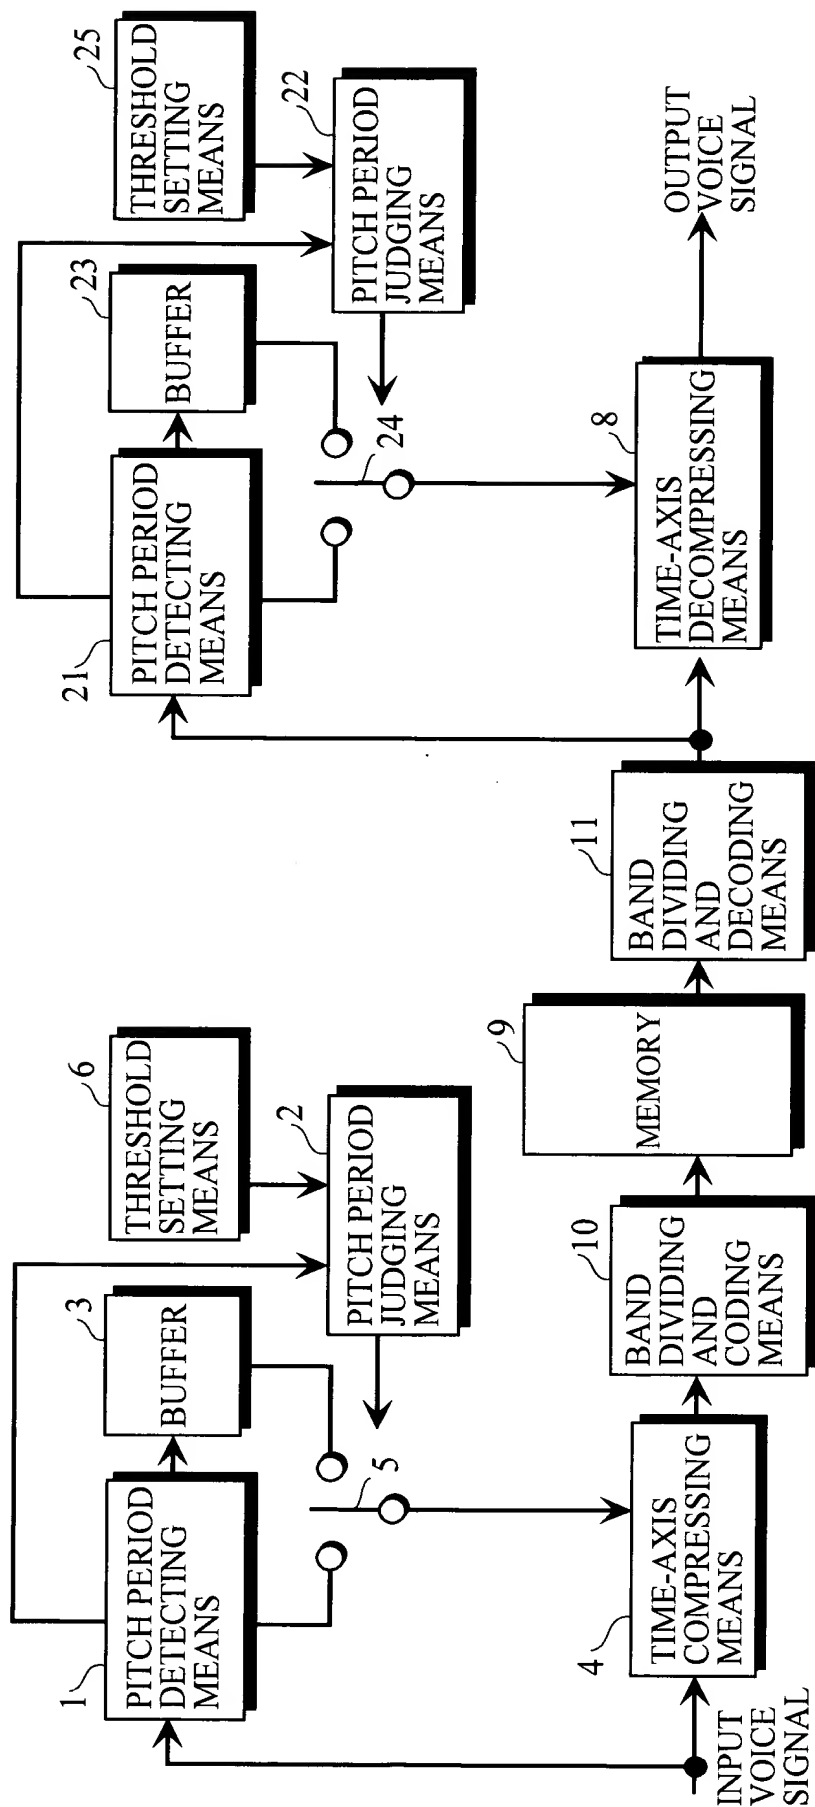 1
PITCH PERIOD
DETECTING
MEANS
3
BUFFER
6
THRESHOLD
SETTING
MEANS
2
PITCH PERIOD
JUDGING
MEANS
5
INPUT
VOICE
SIGNAL
4
TIME-AXIS
COMPRESSING
MEANS
10
BAND
DIVIDING
AND
CODING
MEANS
9
MEMORY
11
BAND
DIVIDING
AND
DECODING
MEANS
21
PITCH PERIOD
DETECTING
MEANS
23
BUFFER
25
THRESHOLD
SETTING
MEANS
22
PITCH PERIOD
JUDGING
MEANS
24
8
TIME-AXIS
DECOMPRESSING
MEANS
OUTPUT
VOICE
SIGNAL